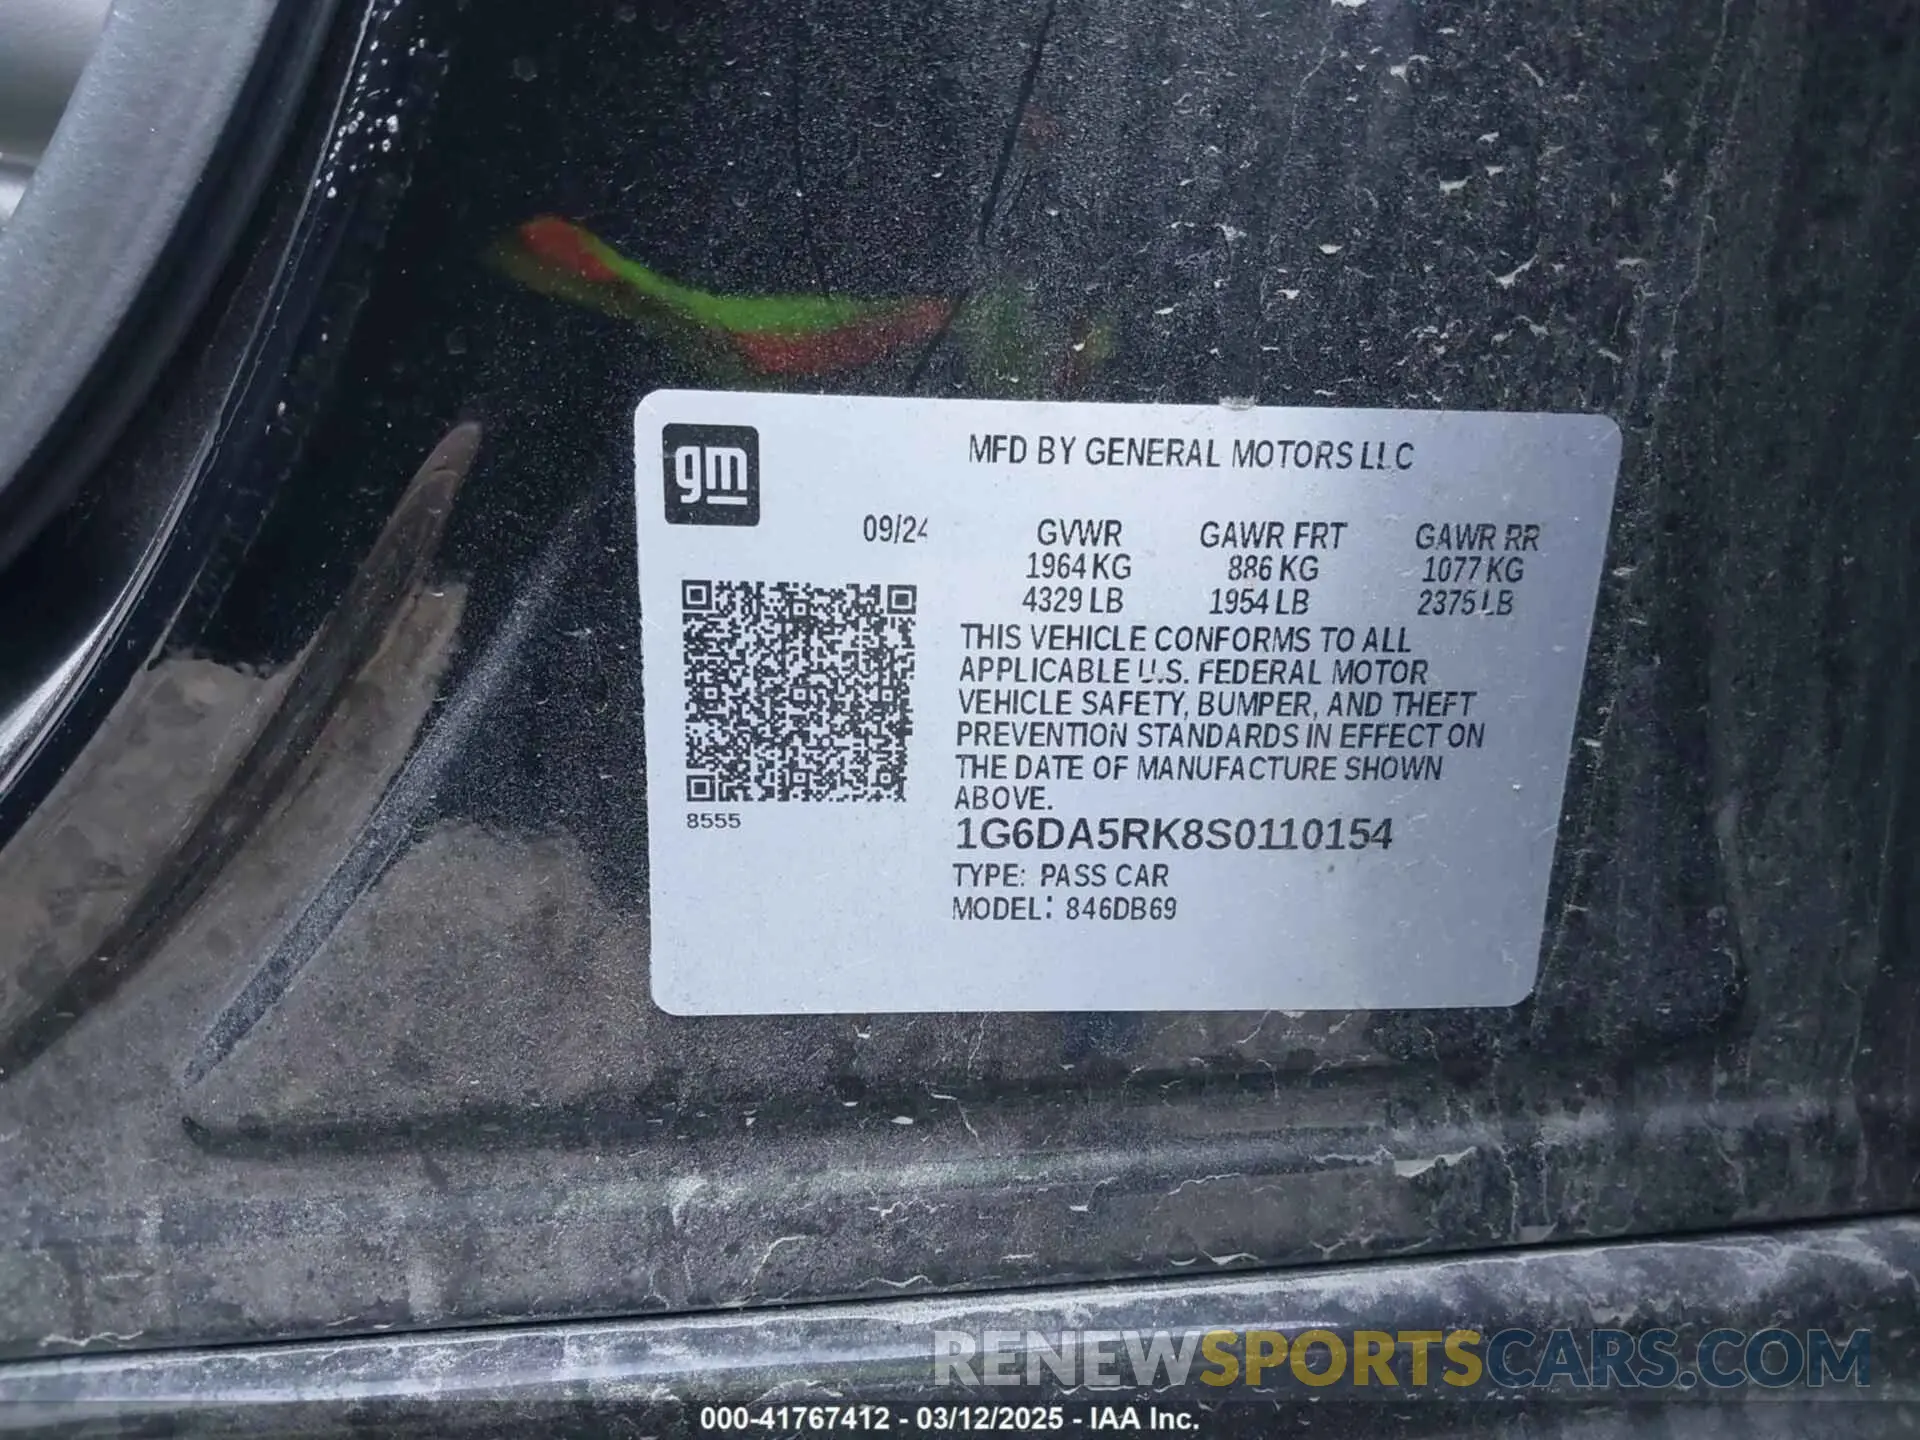 gm
MFD BY GENERAL MOTORS LLC
09/24
GVWR GAWR FRT GAWR RR
1964 KG 886 KG 1077 KG
4329 LB 1954 LB 2375 LB
THIS VEHICLE CONFORMS TO ALL
APPLICABLE U.S. FEDERAL MOTOR
VEHICLE SAFETY, BUMPER, AND THEFT
PREVENTION STANDARDS IN EFFECT ON
THE DATE OF MANUFACTURE SHOWN
ABOVE.
8555
1G6DA5RK8S0110154
TYPE: PASS CAR
MODEL: 846DB69
RENEWSPORTSCARS.COM
000-41767412 - 03/12/2025 - IAA Inc.